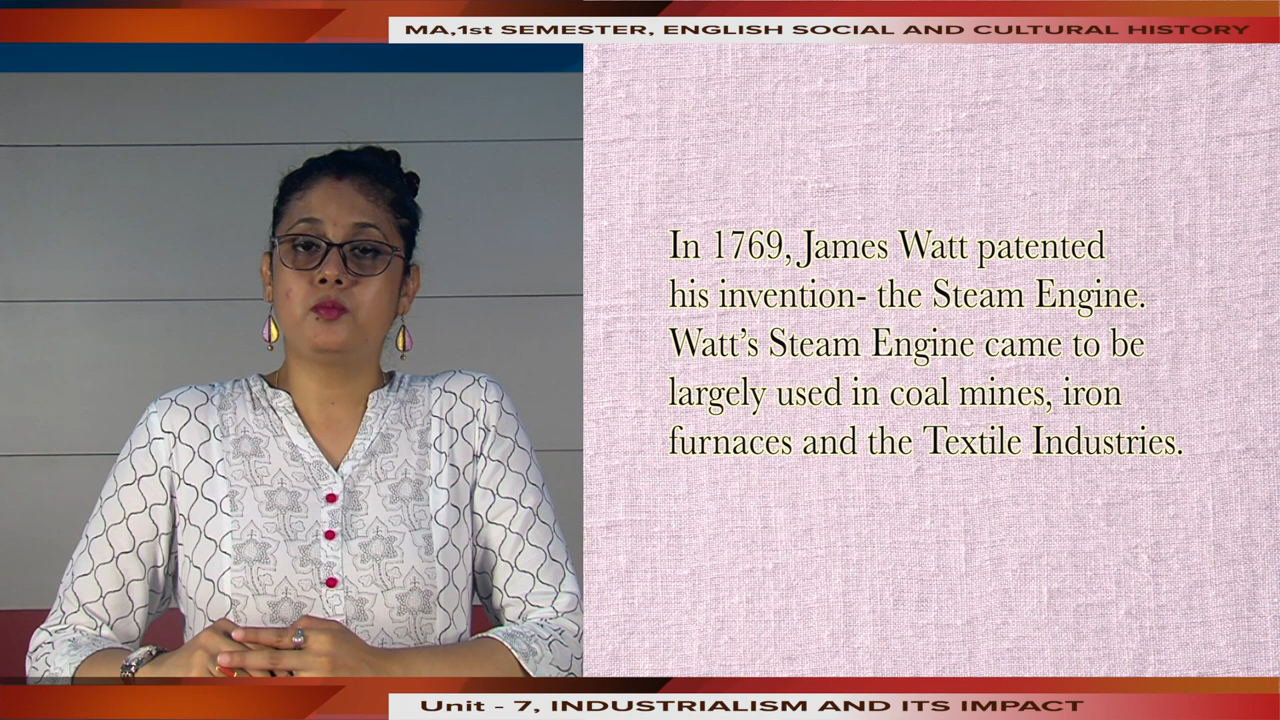 MA,1st SEMESTER, ENGLISH SOCIAL AND CULTURAL HISTORY
In 1769, James Watt patented
his invention- the Steam Engine.
Watt's Steam Engine came to be
largely used in coal mines, iron
furnaces and the Textile Industries.
Unit - 7, INDUSTRIALISM AND ITS IMPACT